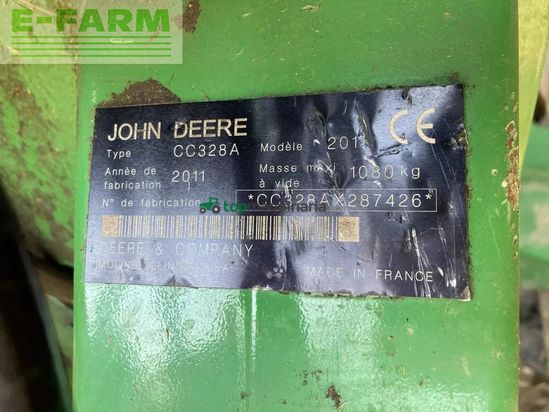 E-FARM
JOHN DEERE
Type CC328A Modèle 2011 CE
Année de fabrication 2011 Masse maxi à vide 1080 kg
N° de fabrication *CC328AX287426*
DEERE & COMPANY
MADE IN FRANCE